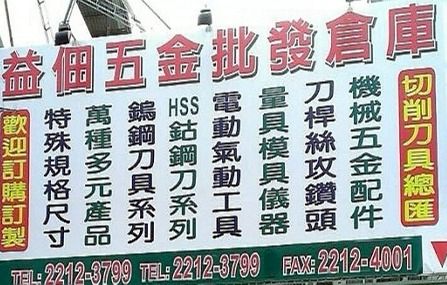 益佃五金批發倉庫
切削刀具總匯
機械五金配件
刀桿絲攻鑽頭
量具模具儀器
電動氣動工具
HSS鈷鋼刀系列
鎢鋼刀具系列
萬種多元產品
特殊規格尺寸
歡迎訂購訂製
TEL: 2212-3799 TEL: 2212-3799 FAX: 2212-4001